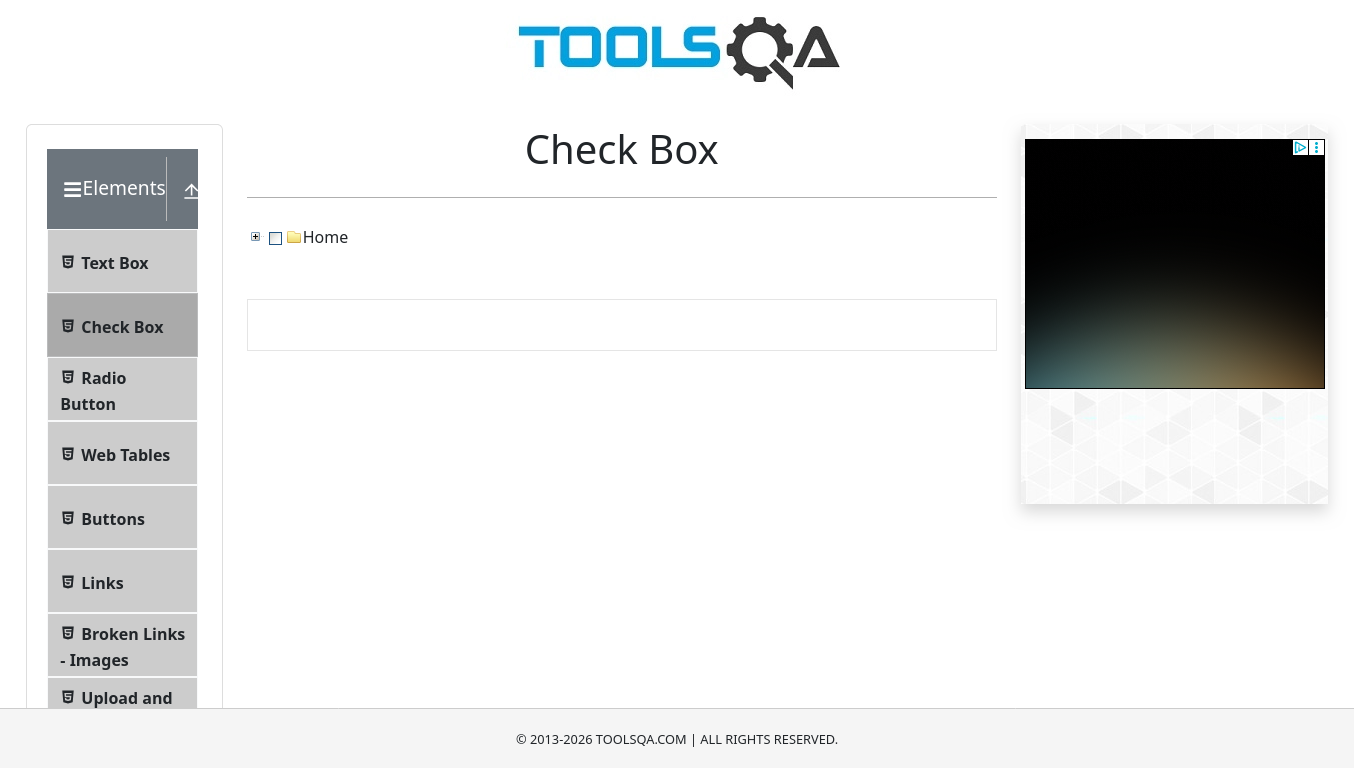 TOOLSQA
Check Box
Elements
Text Box
Check Box
Radio
Button
Web Tables
Buttons
Links
Broken Links
- Images
Upload and
Home
© 2013-2026 TOOLSQA.COM | ALL RIGHTS RESERVED.